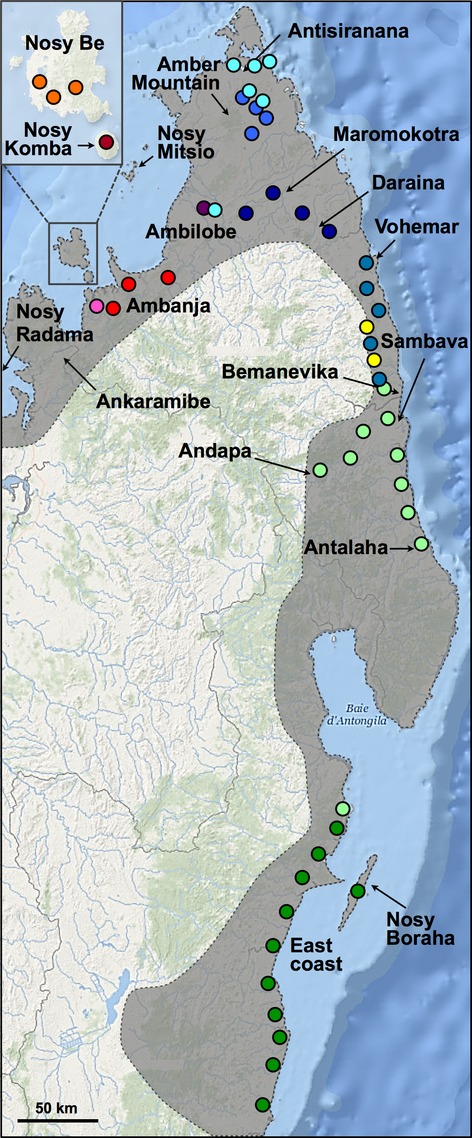 Nosy Be
Nosy
Komba
Amber
Mountain
Antisiranana
Nosy
Mitsio
Maromokotra
Daraina
Ambilobe
Vohemar
Nosy
Radama
Ambanja
Sambava
Bemanevika
Ankaramibe
Andapa
Antalaha
Baie
d'Antongila
Nosy
Boraha
East
coast
50 km